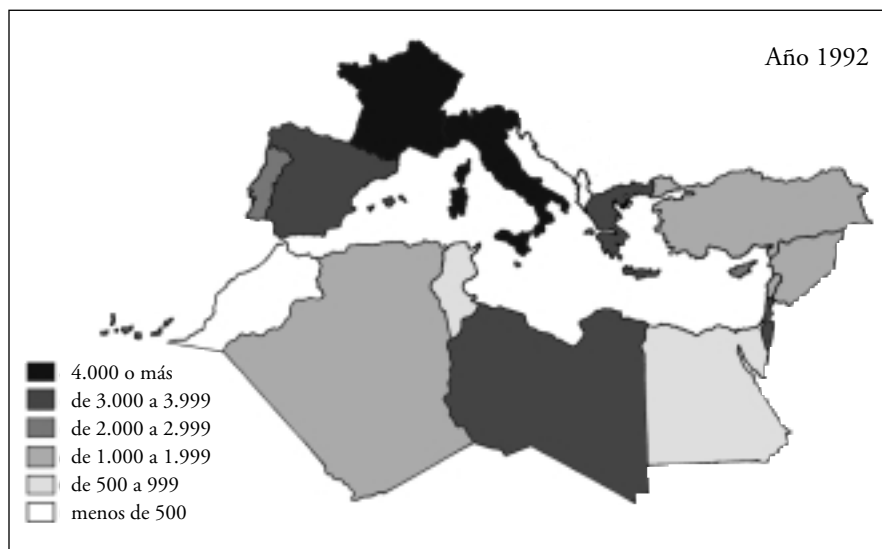 Año 1992
4.000 o más
de 3.000 a 3.999
de 2.000 a 2.999
de 1.000 a 1.999
de 500 a 999
menos de 500